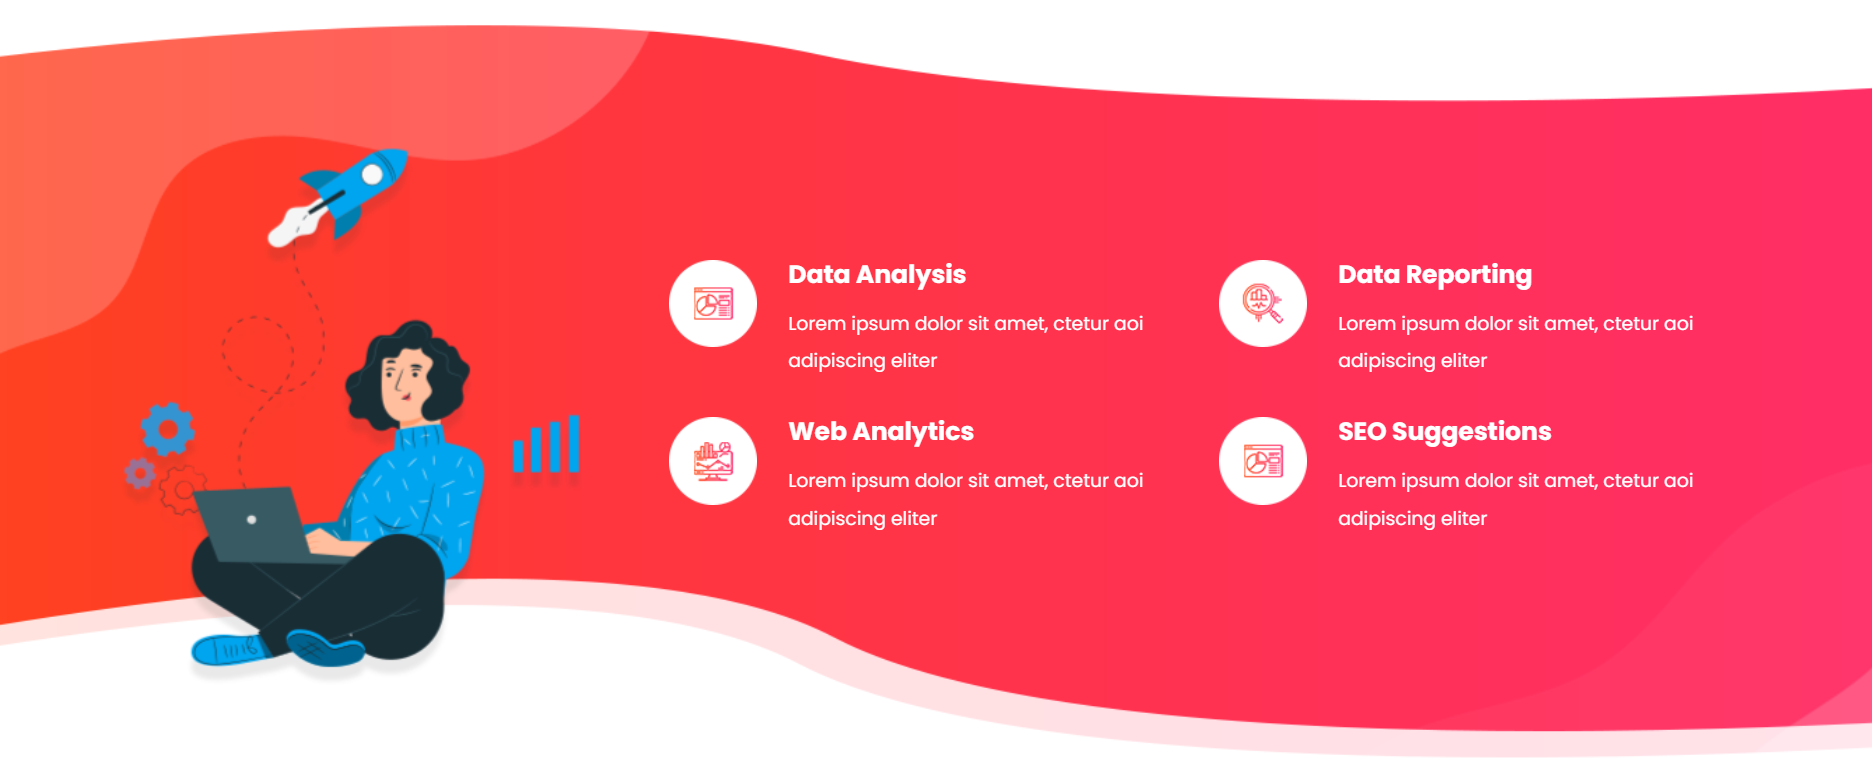 Data Analysis
Lorem ipsum dolor sit amet, ctetur aoi
adipiscing eliter
Data Reporting
Lorem ipsum dolor sit amet, ctetur aoi
adipiscing eliter
Web Analytics
Lorem ipsum dolor sit amet, ctetur aoi
adipiscing eliter
SEO Suggestions
Lorem ipsum dolor sit amet, ctetur aoi
adipiscing eliter